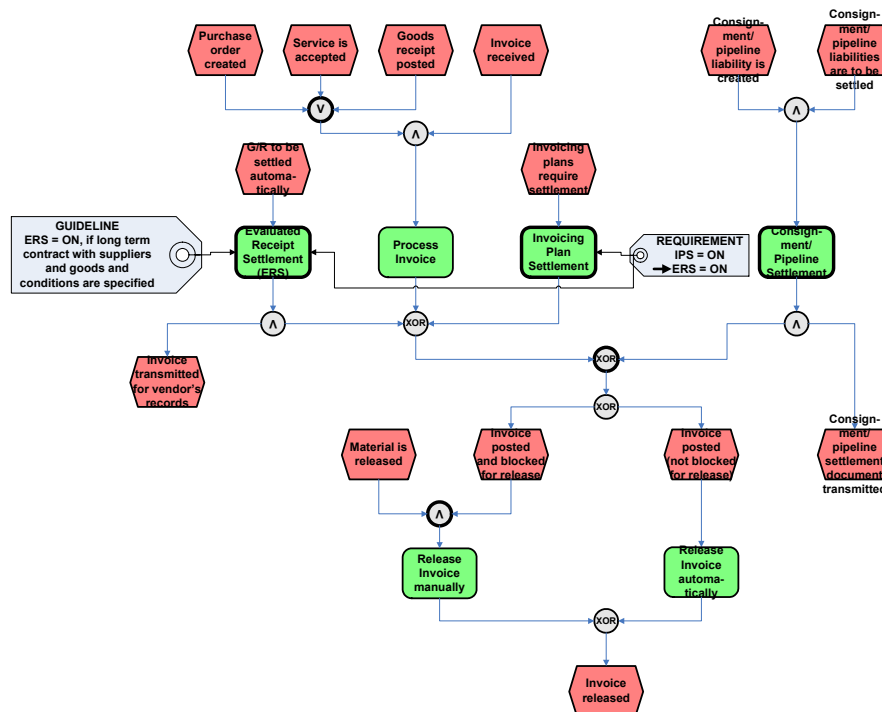 Purchase
order
created
Service is
accepted
Goods
receipt
posted
Invoice
received
Consign-
ment/
pipeline
liability is
created
Consign-
ment/
pipeline
liabilities
are to be
settled
V
Λ
Λ
G/R to be
settled
automa-
tically
Invoicing
plans
require
settlement
GUIDELINE
ERS = ON, if long term
contract with suppliers
and goods and
conditions are specified
Evaluated
Receipt
Settlement
(ERS)
Process
Invoice
Invoicing
Plan
Settlement
REQUIREMENT
IPS = ON
ERS = ON
Consign-
ment/
Pipeline
Settlement
Λ
XOR
Λ
Invoice
transmitted
for vendor's
records
XOR
XOR
Material is
released
Invoice
posted
and blocked
for release
Invoice
posted
(not blocked
for release)
Consign-
ment/
pipeline
settlement
document
transmitted
Λ
Release
Invoice
manually
Release
Invoice
automa-
tically
XOR
Invoice
released